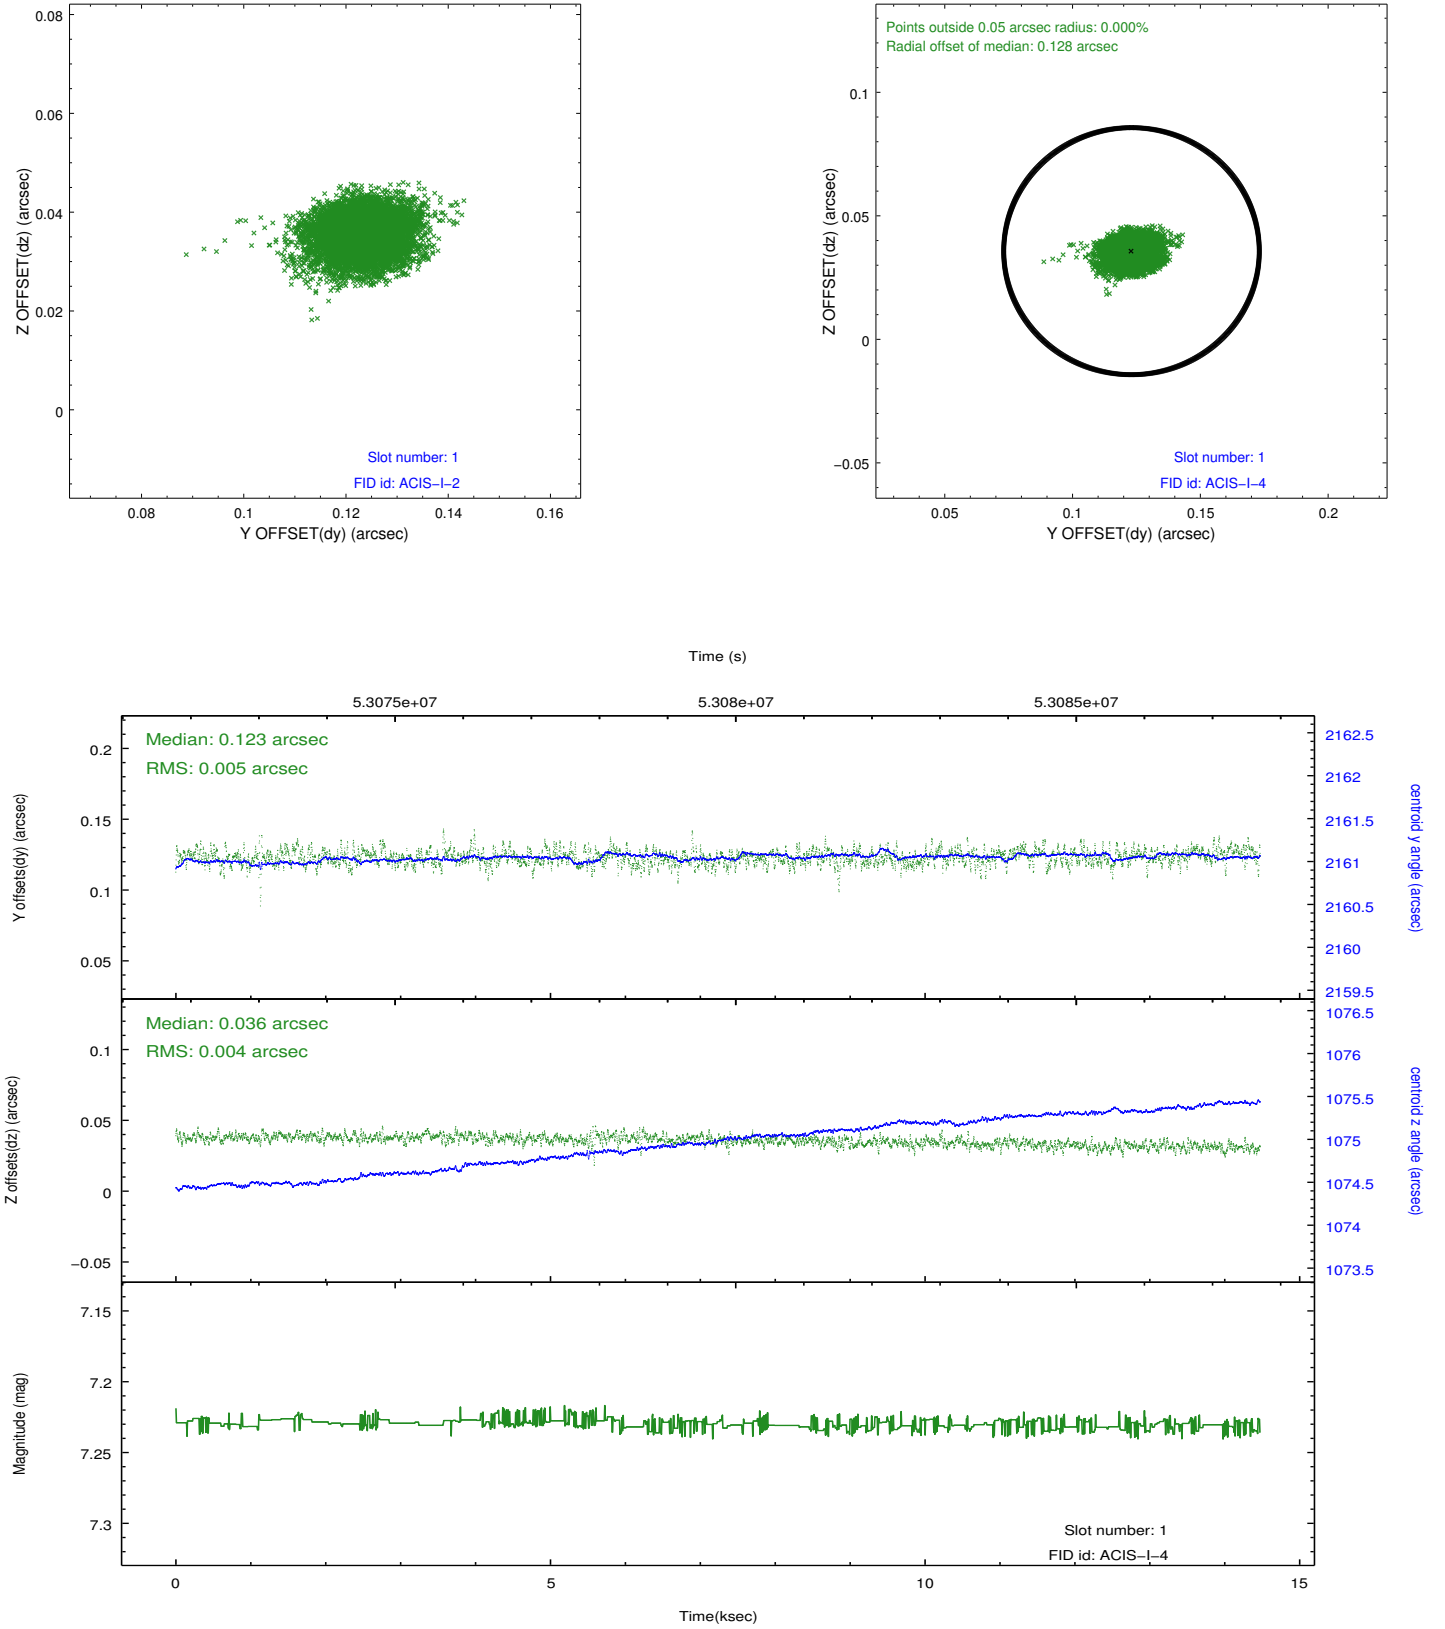 0.08
0.06
0.04
0.02
0
Z OFFSET(dz) (arcsec)
Slot number: 1
FID id: ACIS−I−2
0.08
0.1
0.12
0.14
0.16
Y OFFSET(dy) (arcsec)
Points outside 0.05 arcsec radius: 0.000%
Radial offset of median: 0.128 arcsec
0.1
0.05
0
−0.05
Z OFFSET(dz) (arcsec)
Slot number: 1
FID id: ACIS−I−4
0.05
0.1
0.15
0.2
Y OFFSET(dy) (arcsec)
Time (s)
5.3075e+07
5.308e+07
5.3085e+07
Median: 0.123 arcsec
RMS: 0.005 arcsec
0.2
0.15
0.1
0.05
Y offsets(dy) (arcsec)
2162.5
2162
2161.5
2161
2160.5
2160
2159.5
centroid y angle (arcsec)
Median: 0.036 arcsec
RMS: 0.004 arcsec
0.1
0.05
0
−0.05
Z offsets(dz) (arcsec)
1076.5
1076
1075.5
1075
1074.5
1074
1073.5
centroid z angle (arcsec)
7.15
7.2
7.25
7.3
Magnitude (mag)
Slot number: 1
FID id: ACIS−I−4
0
5
10
15
Time(ksec)